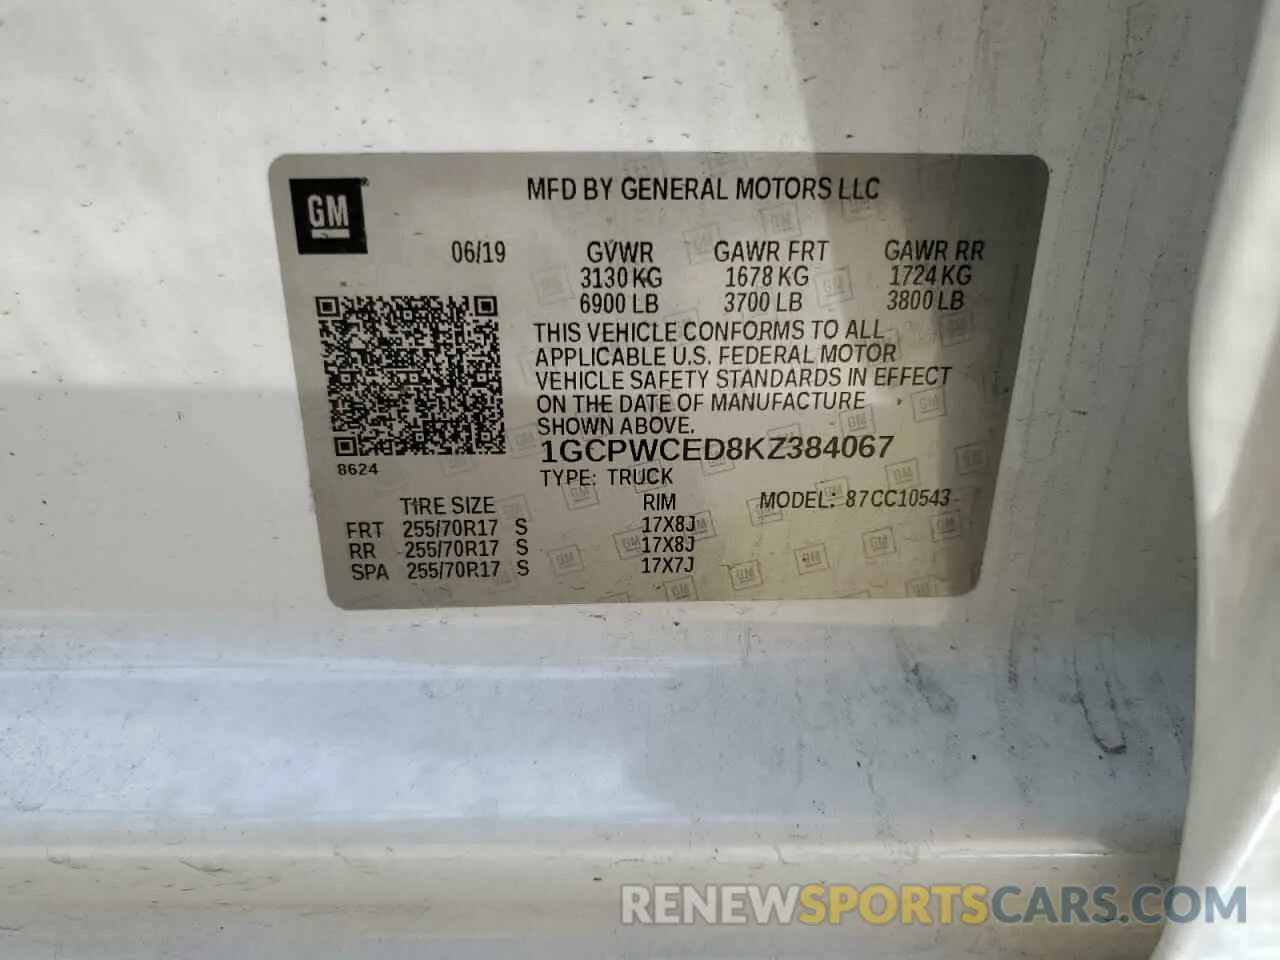 GM®
MFD BY GENERAL MOTORS LLC
06/19 GVWR GAWR FRT GAWR RR
3130 KG 1678 KG 1724 KG
6900 LB 3700 LB 3800 LB
THIS VEHICLE CONFORMS TO ALL
APPLICABLE U.S. FEDERAL MOTOR
VEHICLE SAFETY STANDARDS IN EFFECT
ON THE DATE OF MANUFACTURE
SHOWN ABOVE.
1GCPWCED8KZ384067
8624
TYPE: TRUCK
TIRE SIZE RIM MODEL: 87CC10543
FRT 255/70R17 S 17X8J
RR 255/70R17 S 17X8J
SPA 255/70R17 S 17X7J
RENEWSPORTSCARS.COM